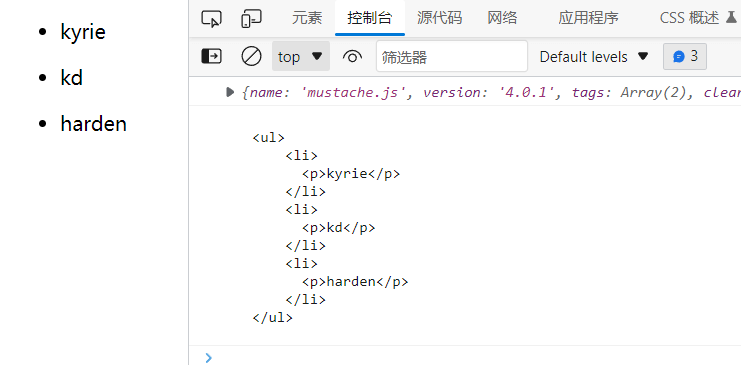 kyrie
kd
harden
元素 控制台 源代码 网络 应用程序 CSS 概述
top 筛选器 Default levels 3
{name: 'mustache.js', version: '4.0.1', tags: Array(2), clear
<ul>
<li>
<p>kyrie</p>
</li>
<li>
<p>kd</p>
</li>
<li>
<p>harden</p>
</li>
</ul>